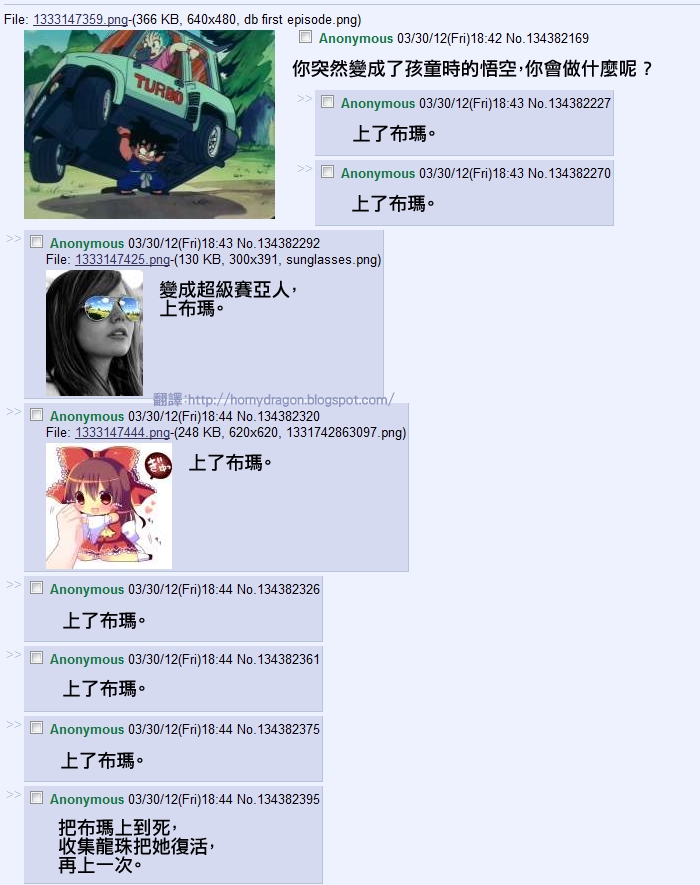 File: 1333147359.png-(366 KB, 640x480, db first episode.png)
TURBO
Anonymous 03/30/12(Fri)18:42 No.134382169
你突然變成了孩童時的悟空，你會做什麼呢？
>> Anonymous 03/30/12(Fri)18:43 No.134382227
上了布瑪。
>> Anonymous 03/30/12(Fri)18:43 No.134382270
上了布瑪。
>> Anonymous 03/30/12(Fri)18:43 No.134382292
File: 1333147425.png-(130 KB, 300x391, sunglasses.png)
變成超級賽亞人，
上布瑪。
翻譯:http://hornydragon.blogspot.com/
>> Anonymous 03/30/12(Fri)18:44 No.134382320
File: 1333147444.png-(248 KB, 620x620, 1331742863097.png)
ぎゅっ
上了布瑪。
>> Anonymous 03/30/12(Fri)18:44 No.134382326
上了布瑪。
>> Anonymous 03/30/12(Fri)18:44 No.134382361
上了布瑪。
>> Anonymous 03/30/12(Fri)18:44 No.134382375
上了布瑪。
>> Anonymous 03/30/12(Fri)18:44 No.134382395
把布瑪上到死，
收集龍珠把她復活，
再上一次。